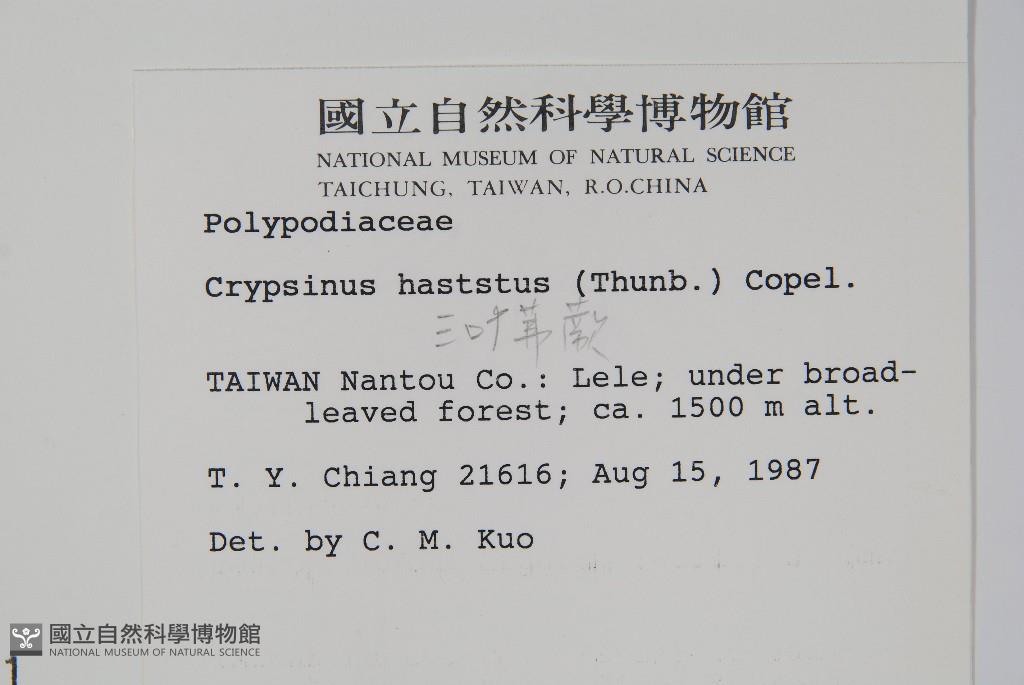 國立自然科學博物館
NATIONAL MUSEUM OF NATURAL SCIENCE
TAICHUNG, TAIWAN, R.O.CHINA
Polypodiaceae
Crypsinus haststus (Thunb.) Copel.
三叶茀蕨
TAIWAN Nantou Co.: Lele; under broad-
leaved forest; ca. 1500 m alt.
T. Y. Chiang 21616; Aug 15, 1987
Det. by C. M. Kuo
國立自然科學博物館
NATIONAL MUSEUM OF NATURAL SCIENCE